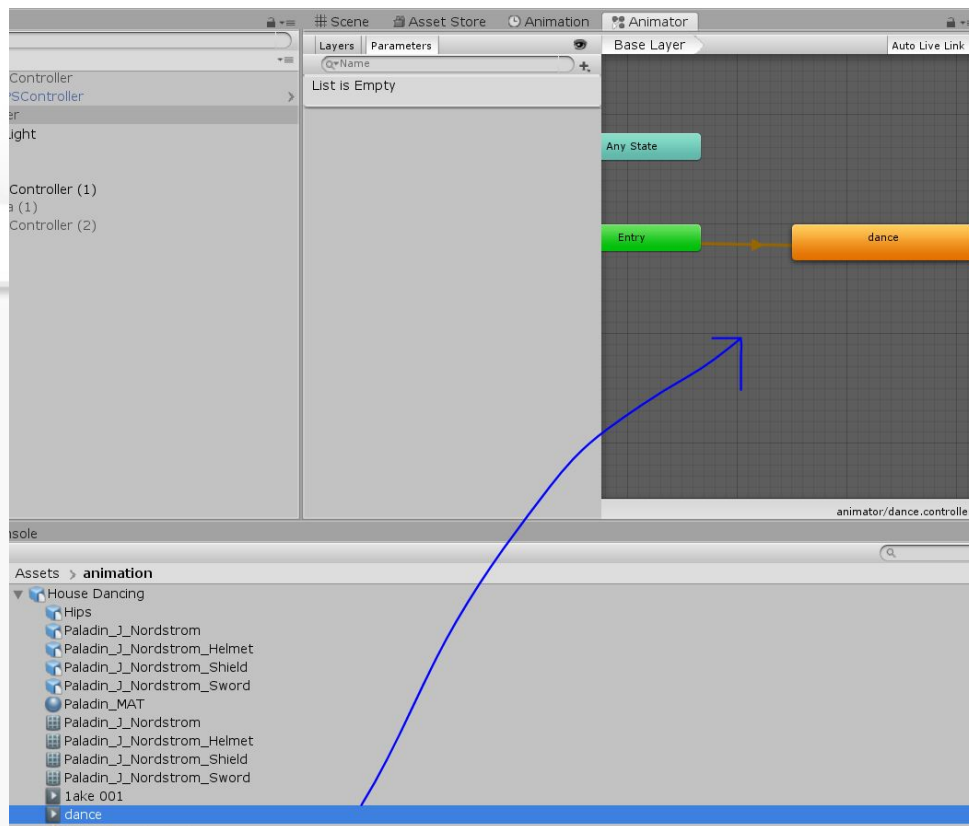 Scene Asset Store Animation Animator
Layers Parameters Base Layer Auto Live Link
Name
List is Empty
Controller
PSController
er
ight
Controller (1)
a (1)
Controller (2)
Any State
Entry
dance
animator/dance.controlle
nsole
Assets > animation
House Dancing
Hips
Paladin_J_Nordstrom
Paladin_J_Nordstrom_Helmet
Paladin_J_Nordstrom_Shield
Paladin_J_Nordstrom_Sword
Paladin_MAT
Paladin_J_Nordstrom
Paladin_J_Nordstrom_Helmet
Paladin_J_Nordstrom_Shield
Paladin_J_Nordstrom_Sword
1ake 001
dance